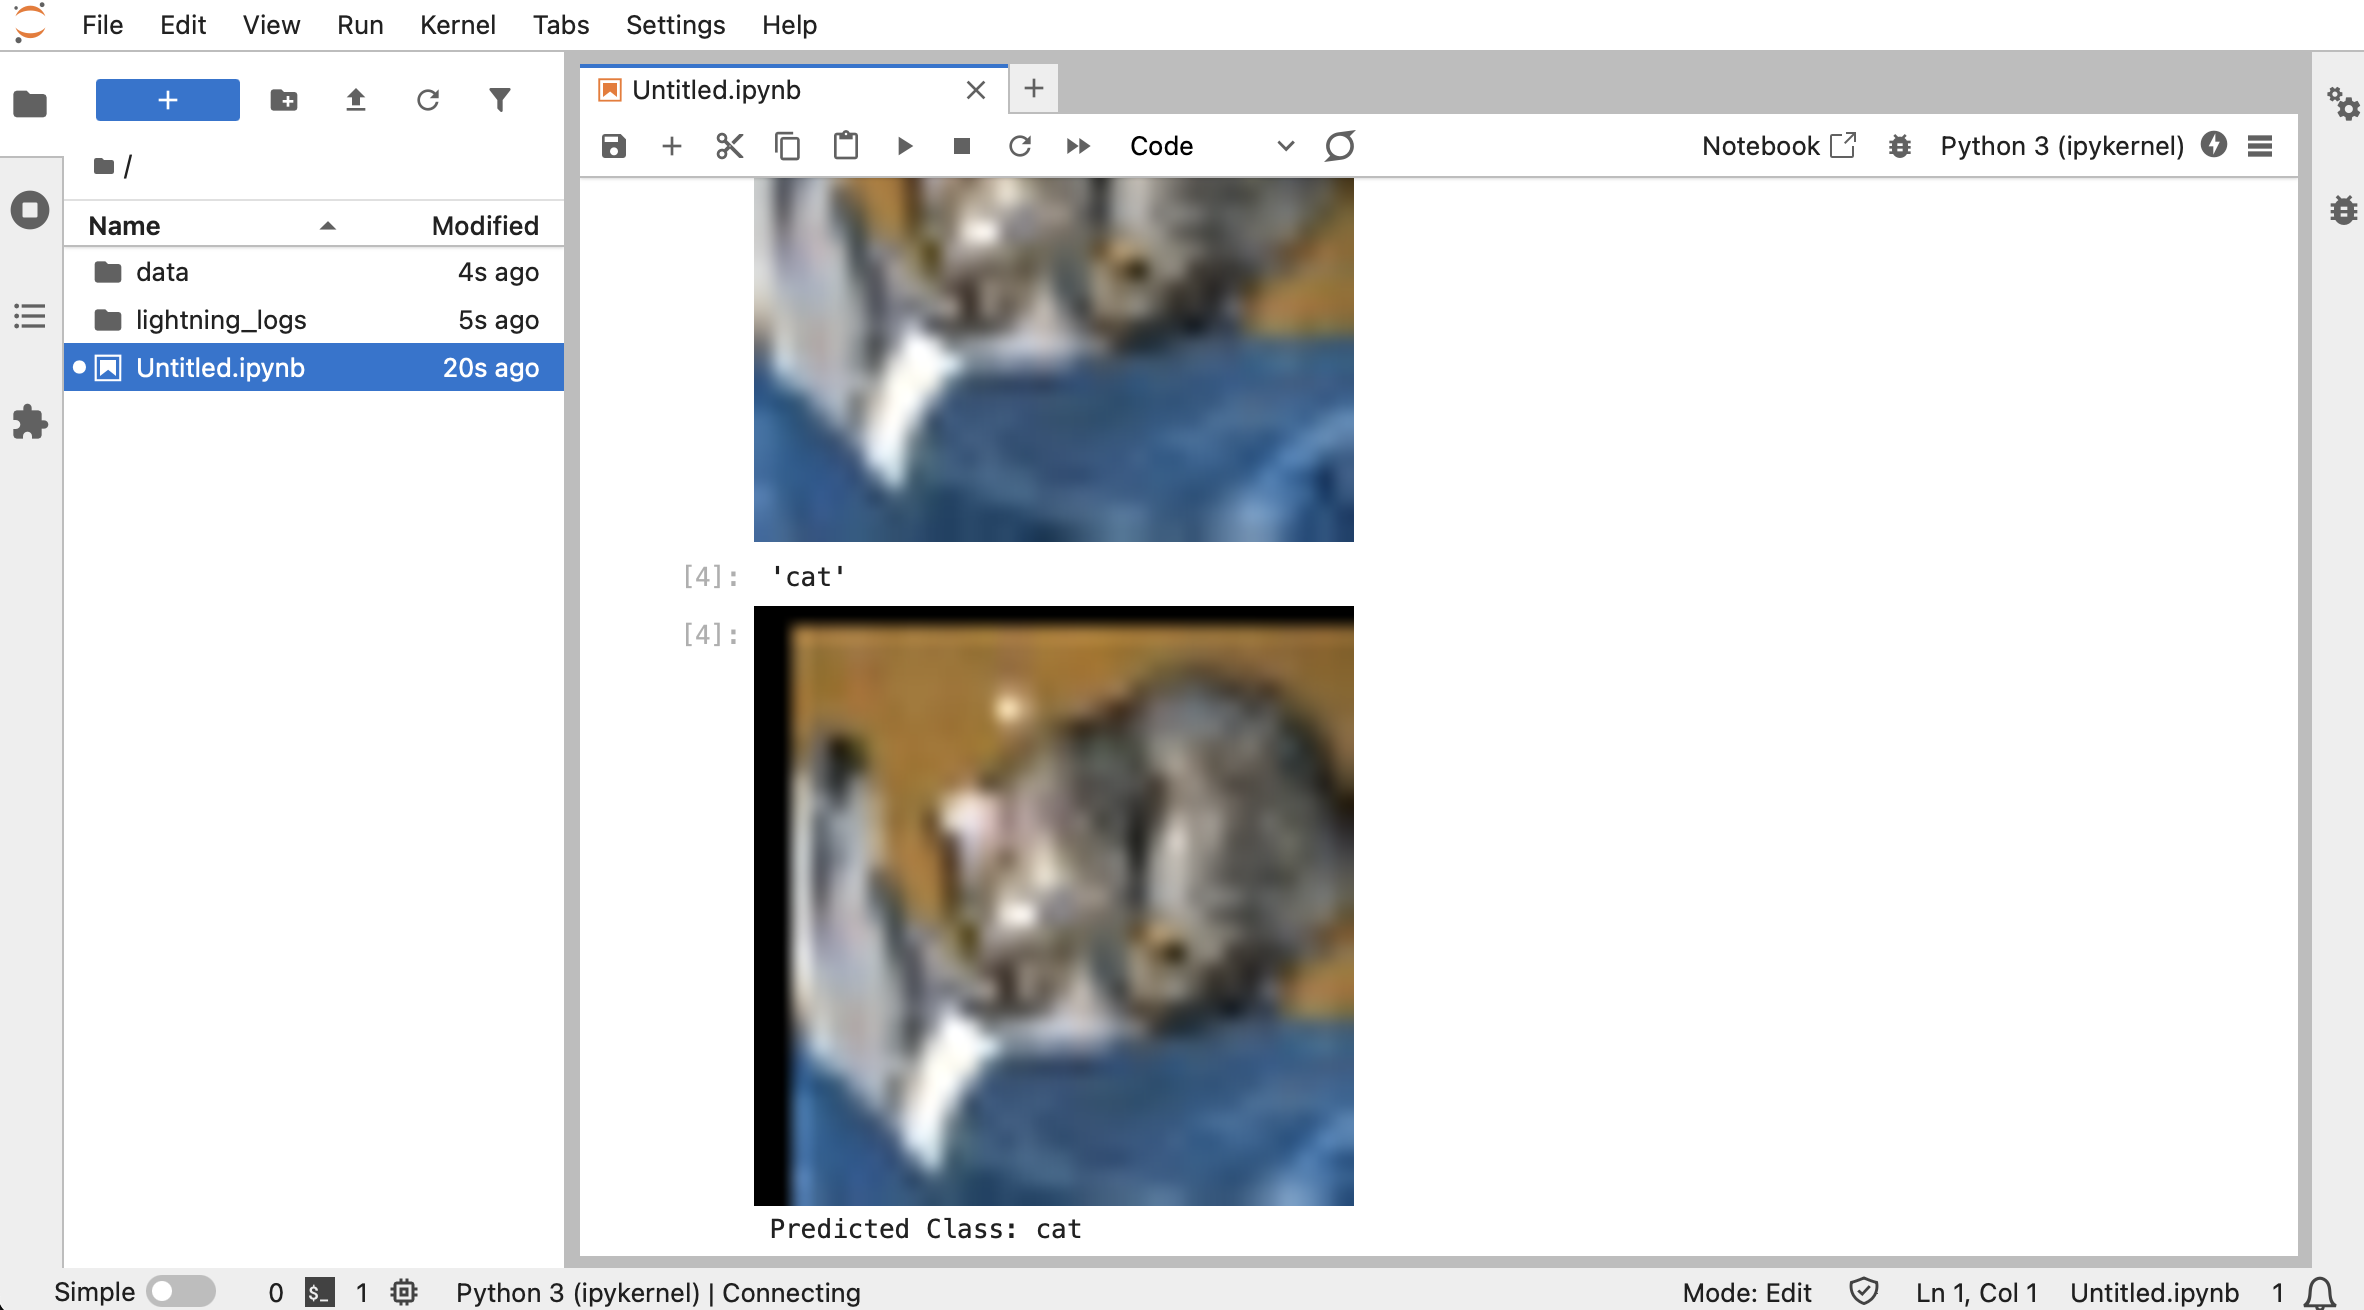 File Edit View Run Kernel Tabs Settings Help
Untitled.ipynb
Code
Notebook
Python 3 (ipykernel)
/
Name Modified
data 4s ago
lightning_logs 5s ago
Untitled.ipynb 20s ago
[4]: 'cat'
[4]:
Predicted Class: cat
Simple 0 $_ 1 Python 3 (ipykernel) | Connecting Mode: Edit Ln 1, Col 1 Untitled.ipynb 1